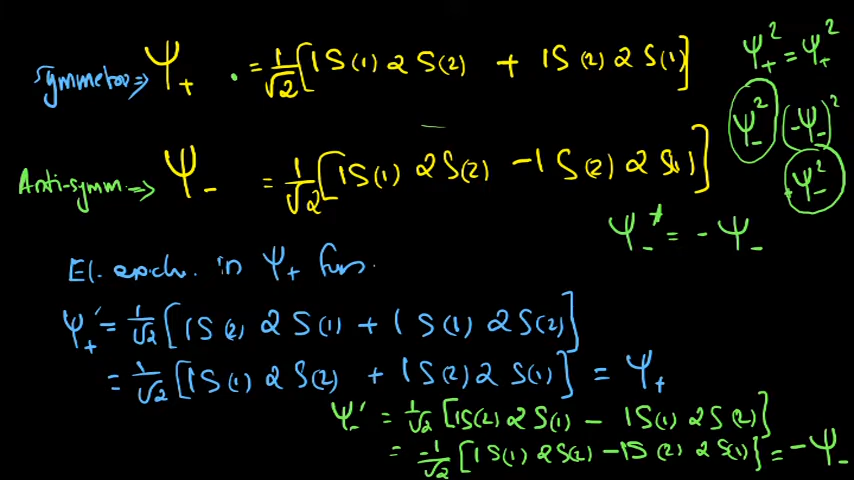 Symmetor ⇒ Ψ₊ = 1/√2 [1S(1) 2S(2) + 1S(2) 2S(1)]
Ψ₊² = Ψ₊²
Ψ₋² (-Ψ₋)²
+Ψ₋²
Anti-symm. ⇒ Ψ₋ = 1/√2 [1S(1) 2S(2) - 1S(2) 2S(1)]
Ψ₋* = -Ψ₋
El. exch. in Ψ₊ fun.
Ψ₊' = 1/√2 [1S(2) 2S(1) + 1S(1) 2S(2)]
= 1/√2 [1S(1) 2S(2) + 1S(2) 2S(1)] = Ψ₊
Ψ₋' = 1/√2 [1S(2) 2S(1) - 1S(1) 2S(2)]
= -1/√2 [1S(1) 2S(2) - 1S(2) 2S(1)] = -Ψ₋